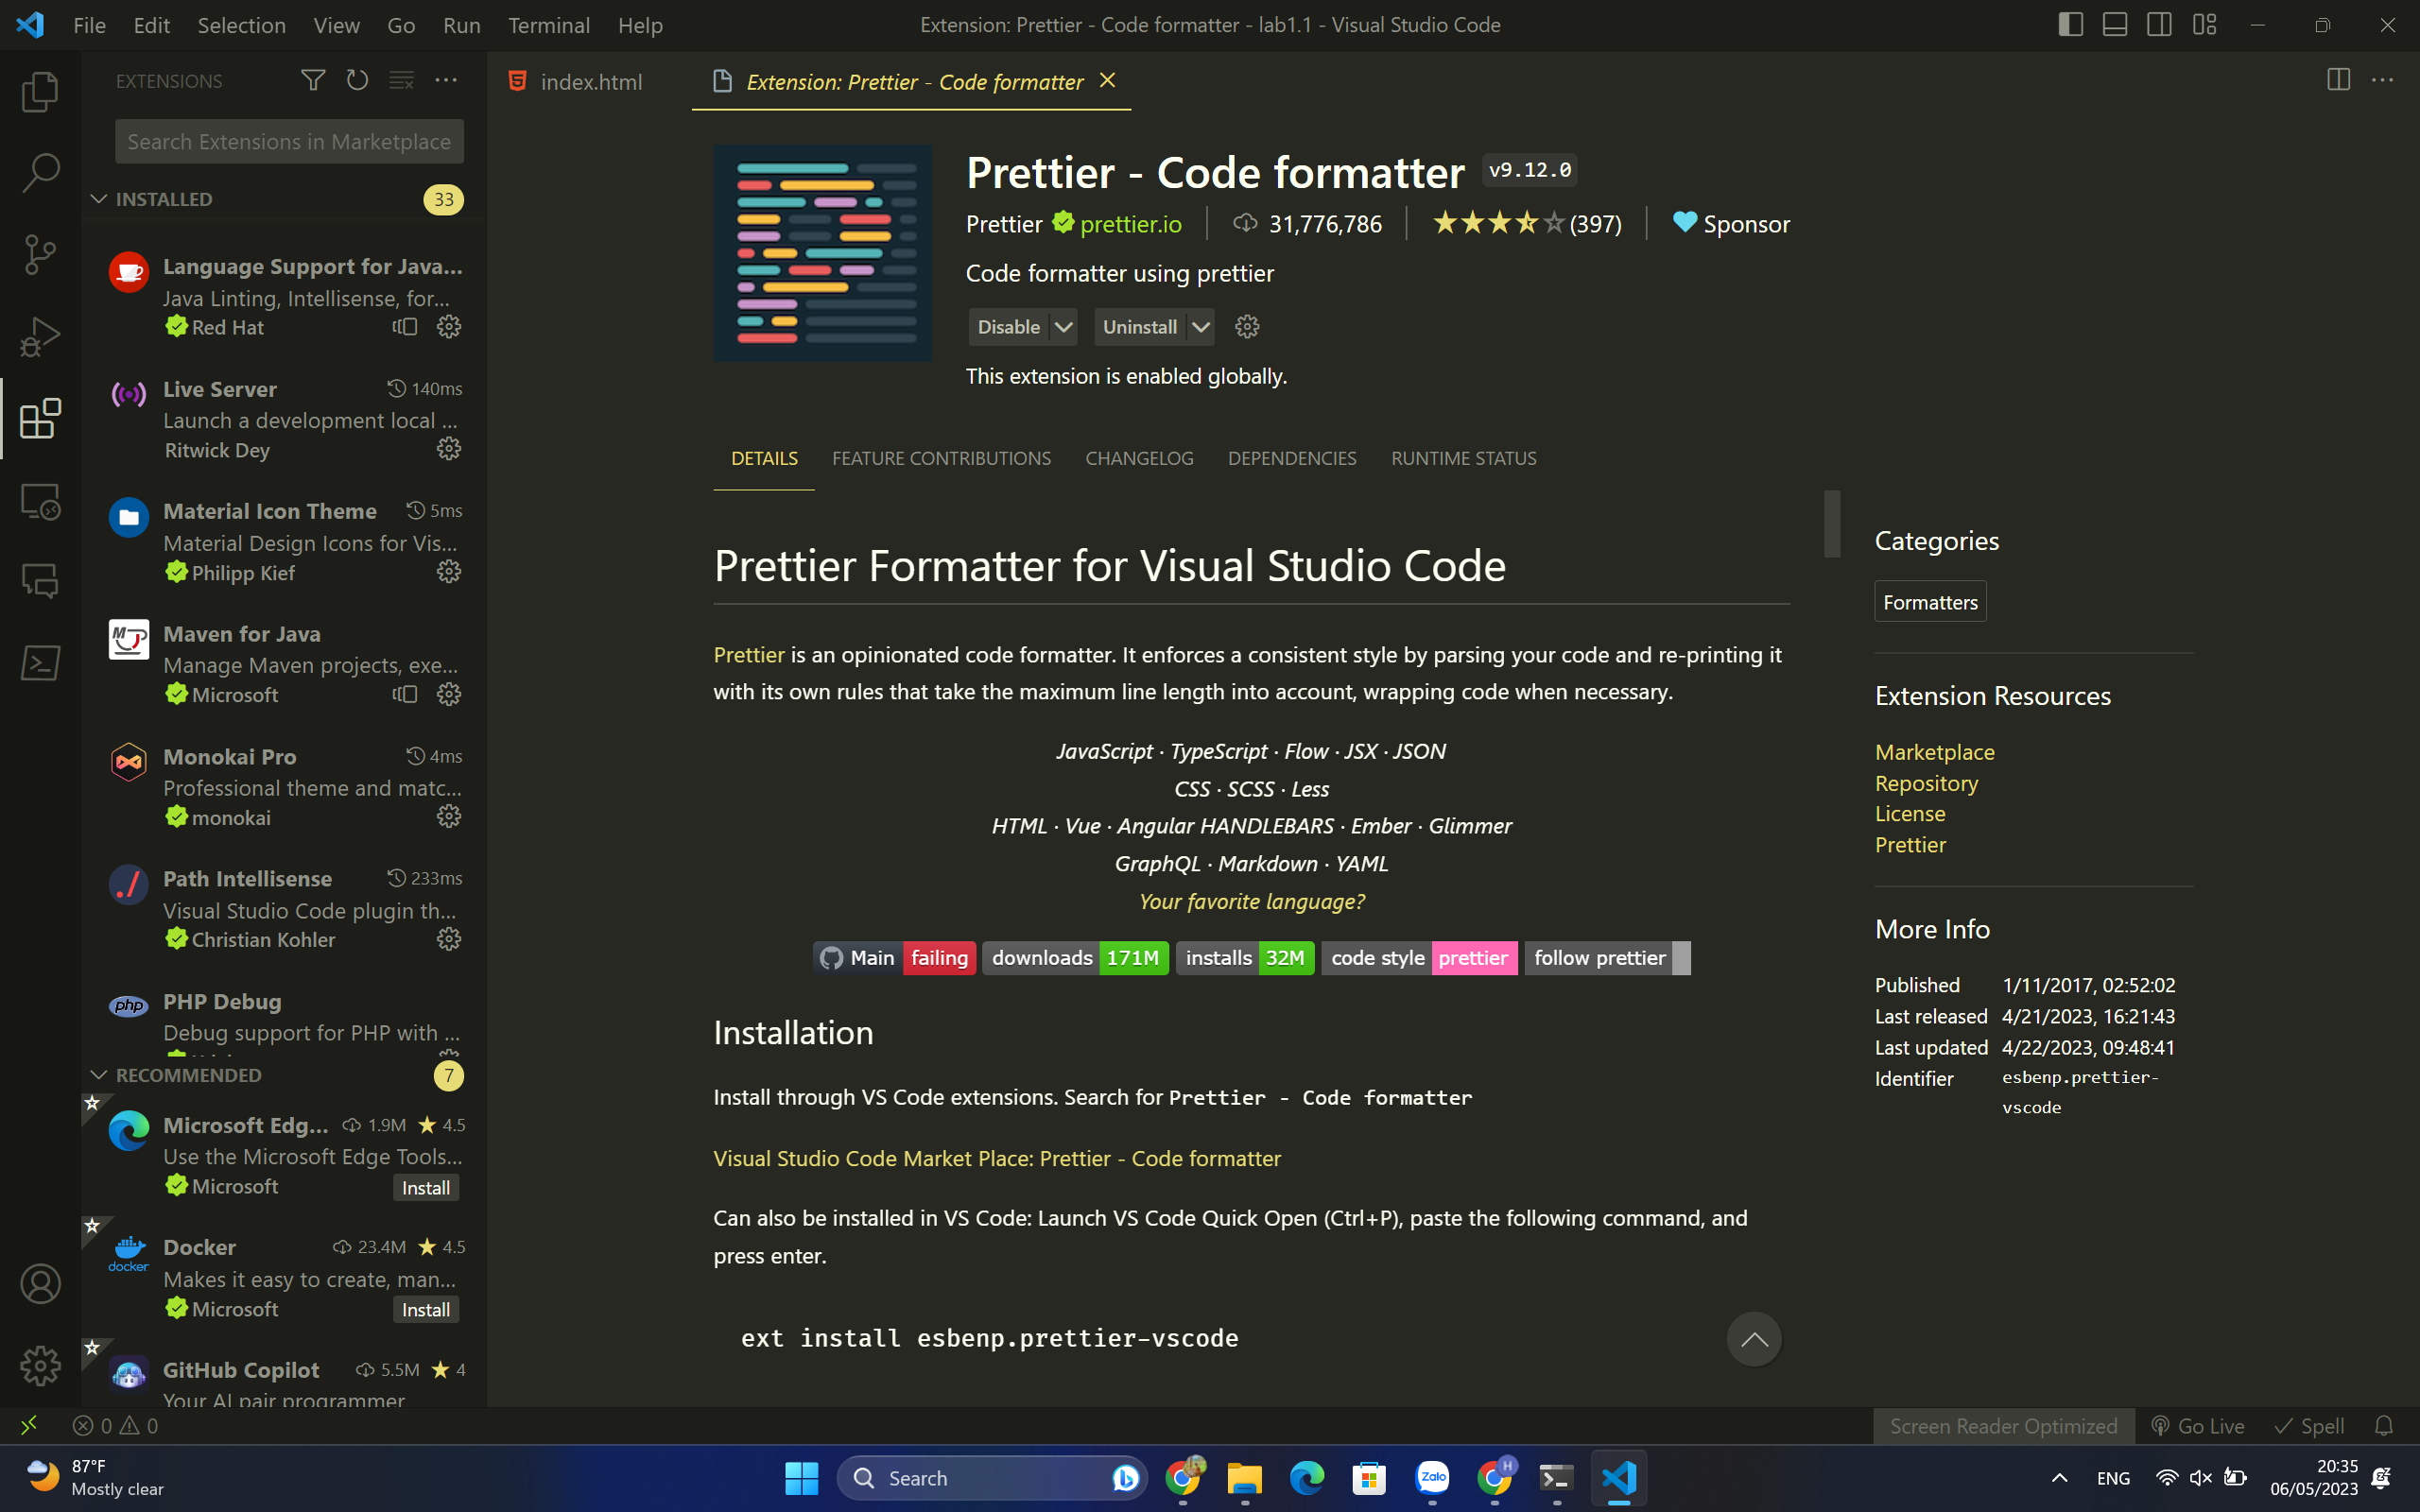 File Edit Selection View Go Run Terminal Help
Extension: Prettier - Code formatter - lab1.1 - Visual Studio Code
EXTENSIONS
Search Extensions in Marketplace
INSTALLED 33
Language Support for Java...
Java Linting, Intellisense, for...
Red Hat
Live Server 140ms
Launch a development local ...
Ritwick Dey
Material Icon Theme 5ms
Material Design Icons for Vis...
Philipp Kief
Maven for Java
Manage Maven projects, exe...
Microsoft
Monokai Pro 4ms
Professional theme and matc...
monokai
Path Intellisense 233ms
Visual Studio Code plugin th...
Christian Kohler
php
PHP Debug
Debug support for PHP with ...
RECOMMENDED 7
Microsoft Edg... 1.9M 4.5
Use the Microsoft Edge Tools...
Microsoft Install
docker
Docker 23.4M 4.5
Makes it easy to create, man...
Microsoft Install
GitHub Copilot 5.5M 4
Your AI pair programmer
index.html
Extension: Prettier - Code formatter
Prettier - Code formatter v9.12.0
Prettier prettier.io 31,776,786 (397) Sponsor
Code formatter using prettier
Disable Uninstall
This extension is enabled globally.
DETAILS FEATURE CONTRIBUTIONS CHANGELOG DEPENDENCIES RUNTIME STATUS
Prettier Formatter for Visual Studio Code
Prettier is an opinionated code formatter. It enforces a consistent style by parsing your code and re-printing it
with its own rules that take the maximum line length into account, wrapping code when necessary.
JavaScript · TypeScript · Flow · JSX · JSON
CSS · SCSS · Less
HTML · Vue · Angular HANDLEBARS · Ember · Glimmer
GraphQL · Markdown · YAML
Your favorite language?
Main failing downloads 171M installs 32M code style prettier follow prettier
Installation
Install through VS Code extensions. Search for Prettier - Code formatter
Visual Studio Code Market Place: Prettier - Code formatter
Can also be installed in VS Code: Launch VS Code Quick Open (Ctrl+P), paste the following command, and
press enter.
ext install esbenp.prettier-vscode
Categories
Formatters
Extension Resources
Marketplace
Repository
License
Prettier
More Info
Published 1/11/2017, 02:52:02
Last released 4/21/2023, 16:21:43
Last updated 4/22/2023, 09:48:41
Identifier esbenp.prettier-
vscode
0 0
Screen Reader Optimized Go Live Spell
87°F
Mostly clear
Search
Zalo
H
ENG
20:35
06/05/2023